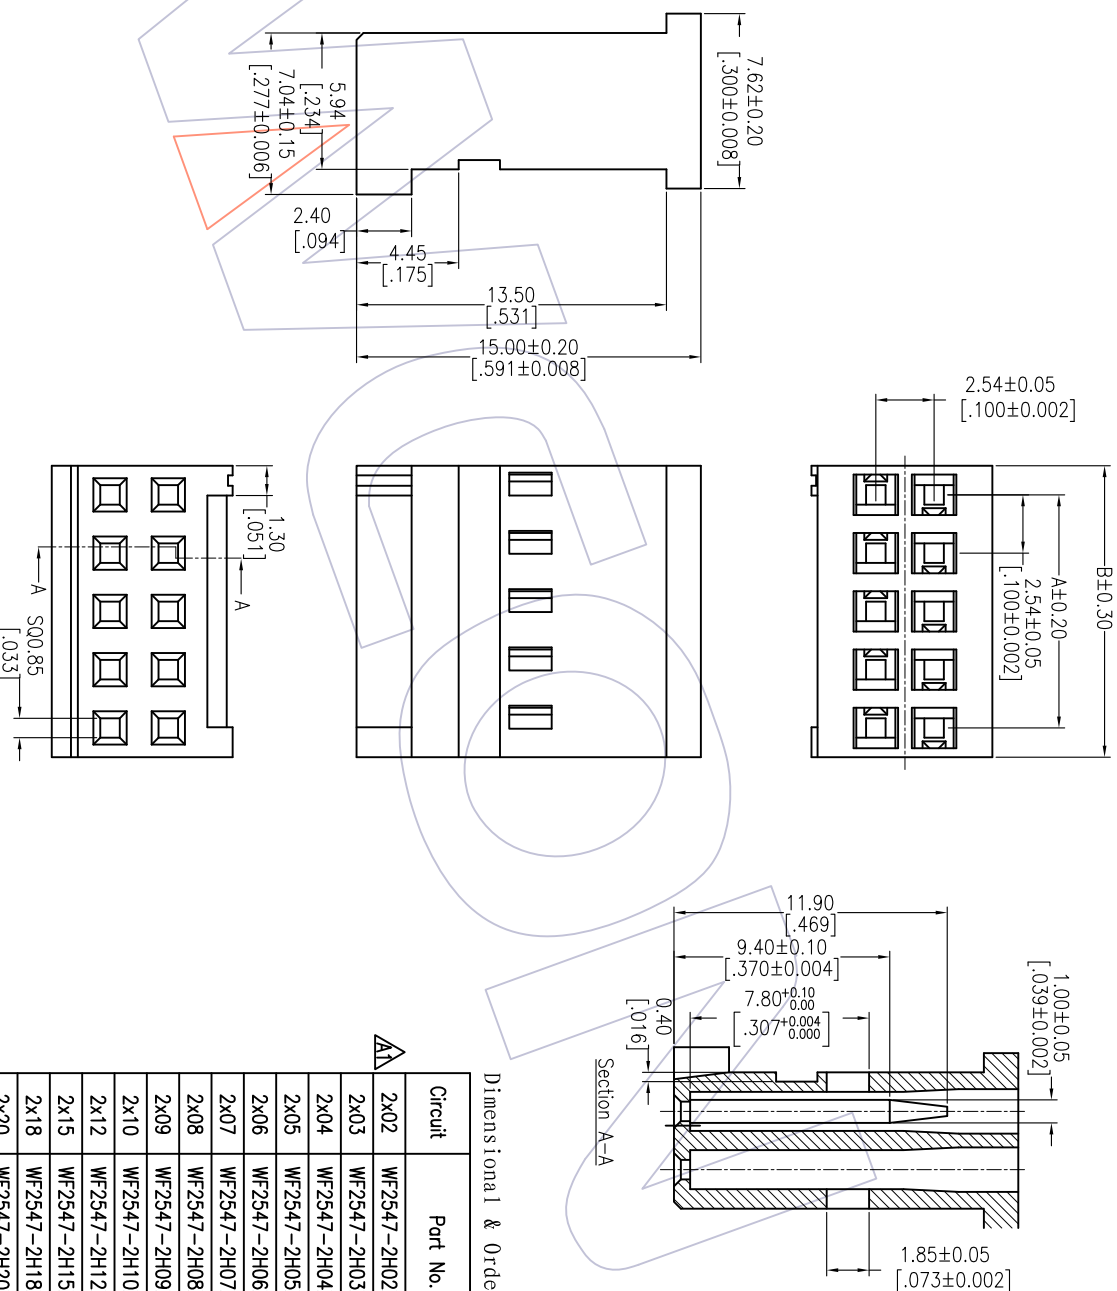 7.62±0.20
[.300±0.008]
5.94
[.234]
7.04±0.15
[.277±0.006]
2.40
[.094]
4.45
[.175]
13.50
[.531]
15.00±0.20
[.591±0.008]
2.54±0.05
[.100±0.002]
B±0.30
A±0.20
2.54±0.05
[.100±0.002]
1.30
[.051]
A
A
SQ0.85
[.033]
11.90
[.469]
9.40±0.10
[.370±0.004]
7.80+0.10 0.00
[.307+0.004 0.000]
0.40
[.016]
1.00±0.05
[.039±0.002]
1.85±0.05
[.073±0.002]
Section A-A
Dimensional & Orde
A1
Circuit Part No.
2x02 WF2547-2H02
2x03 WF2547-2H03
2x04 WF2547-2H04
2x05 WF2547-2H05
2x06 WF2547-2H06
2x07 WF2547-2H07
2x08 WF2547-2H08
2x09 WF2547-2H09
2x10 WF2547-2H10
2x12 WF2547-2H12
2x15 WF2547-2H15
2x18 WF2547-2H18
2x20 WF2547-2H20